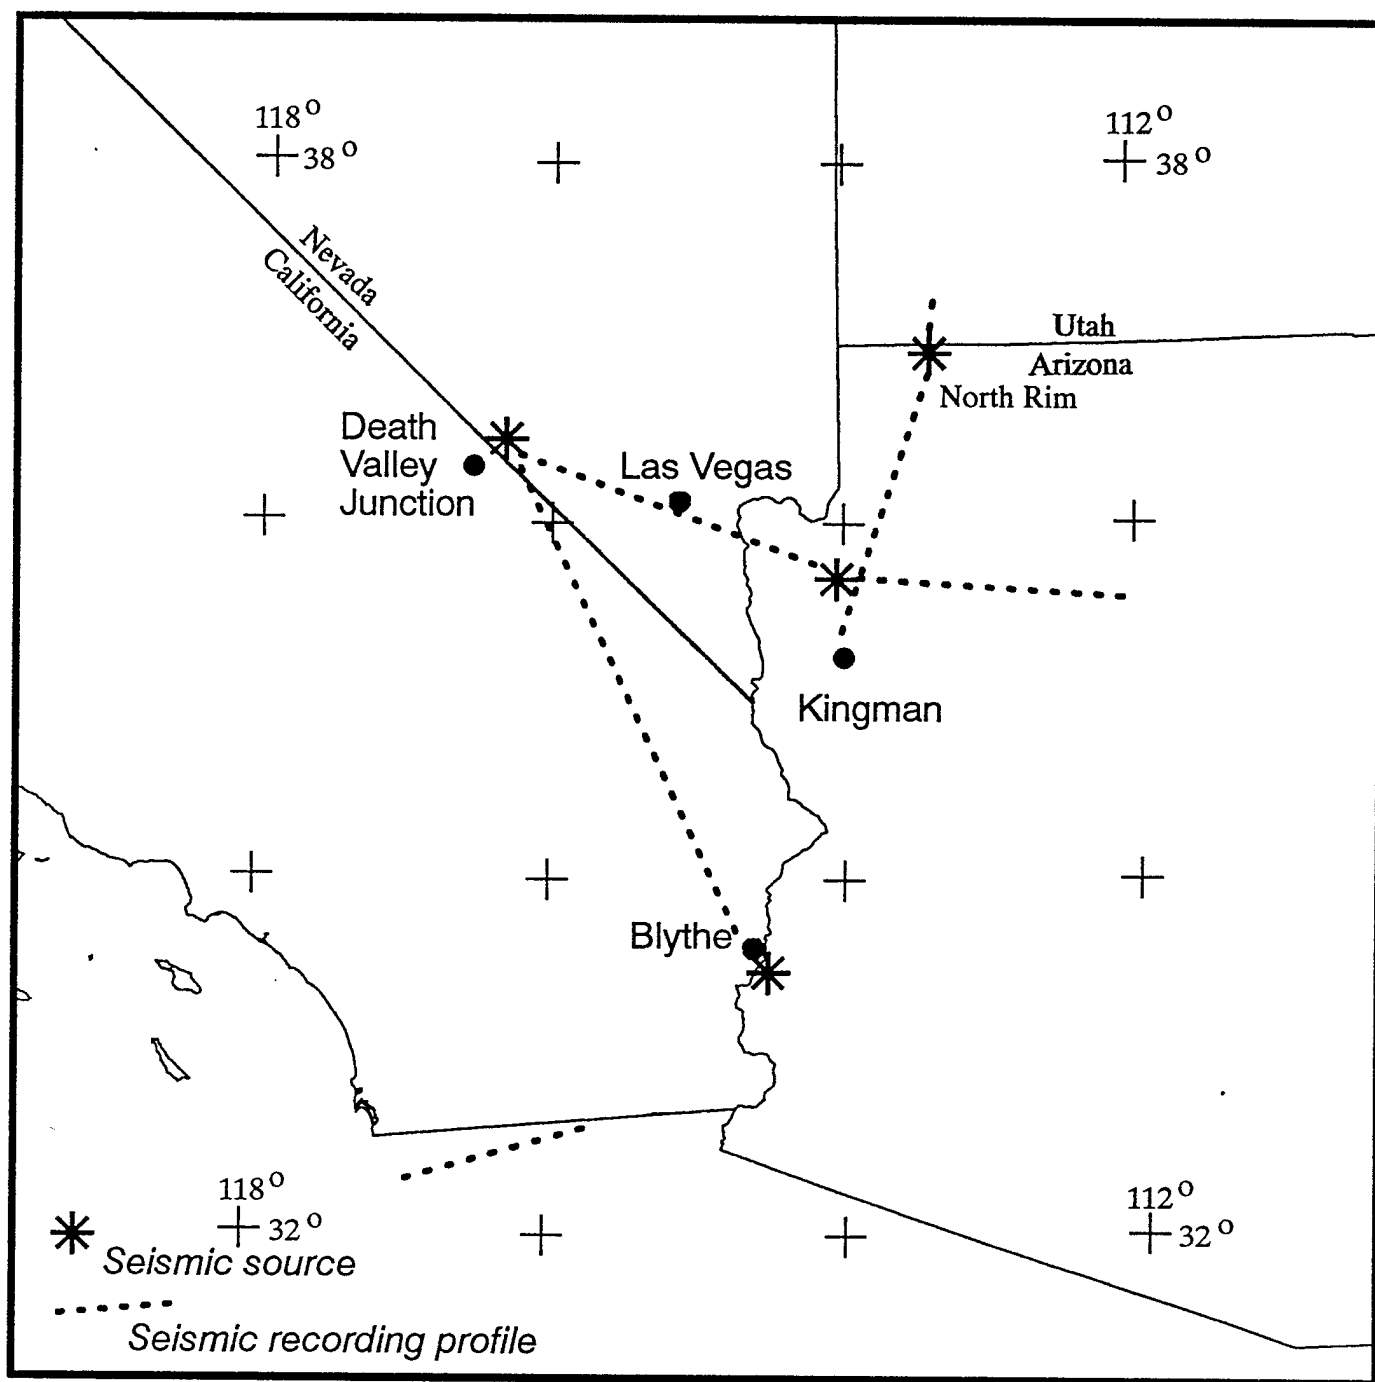 118°
38°
112°
38°
Nevada
California
Utah
Arizona
North Rim
Death
Valley
Junction
Las Vegas
Kingman
Blythe
118°
32°
112°
32°
Seismic source
Seismic recording profile